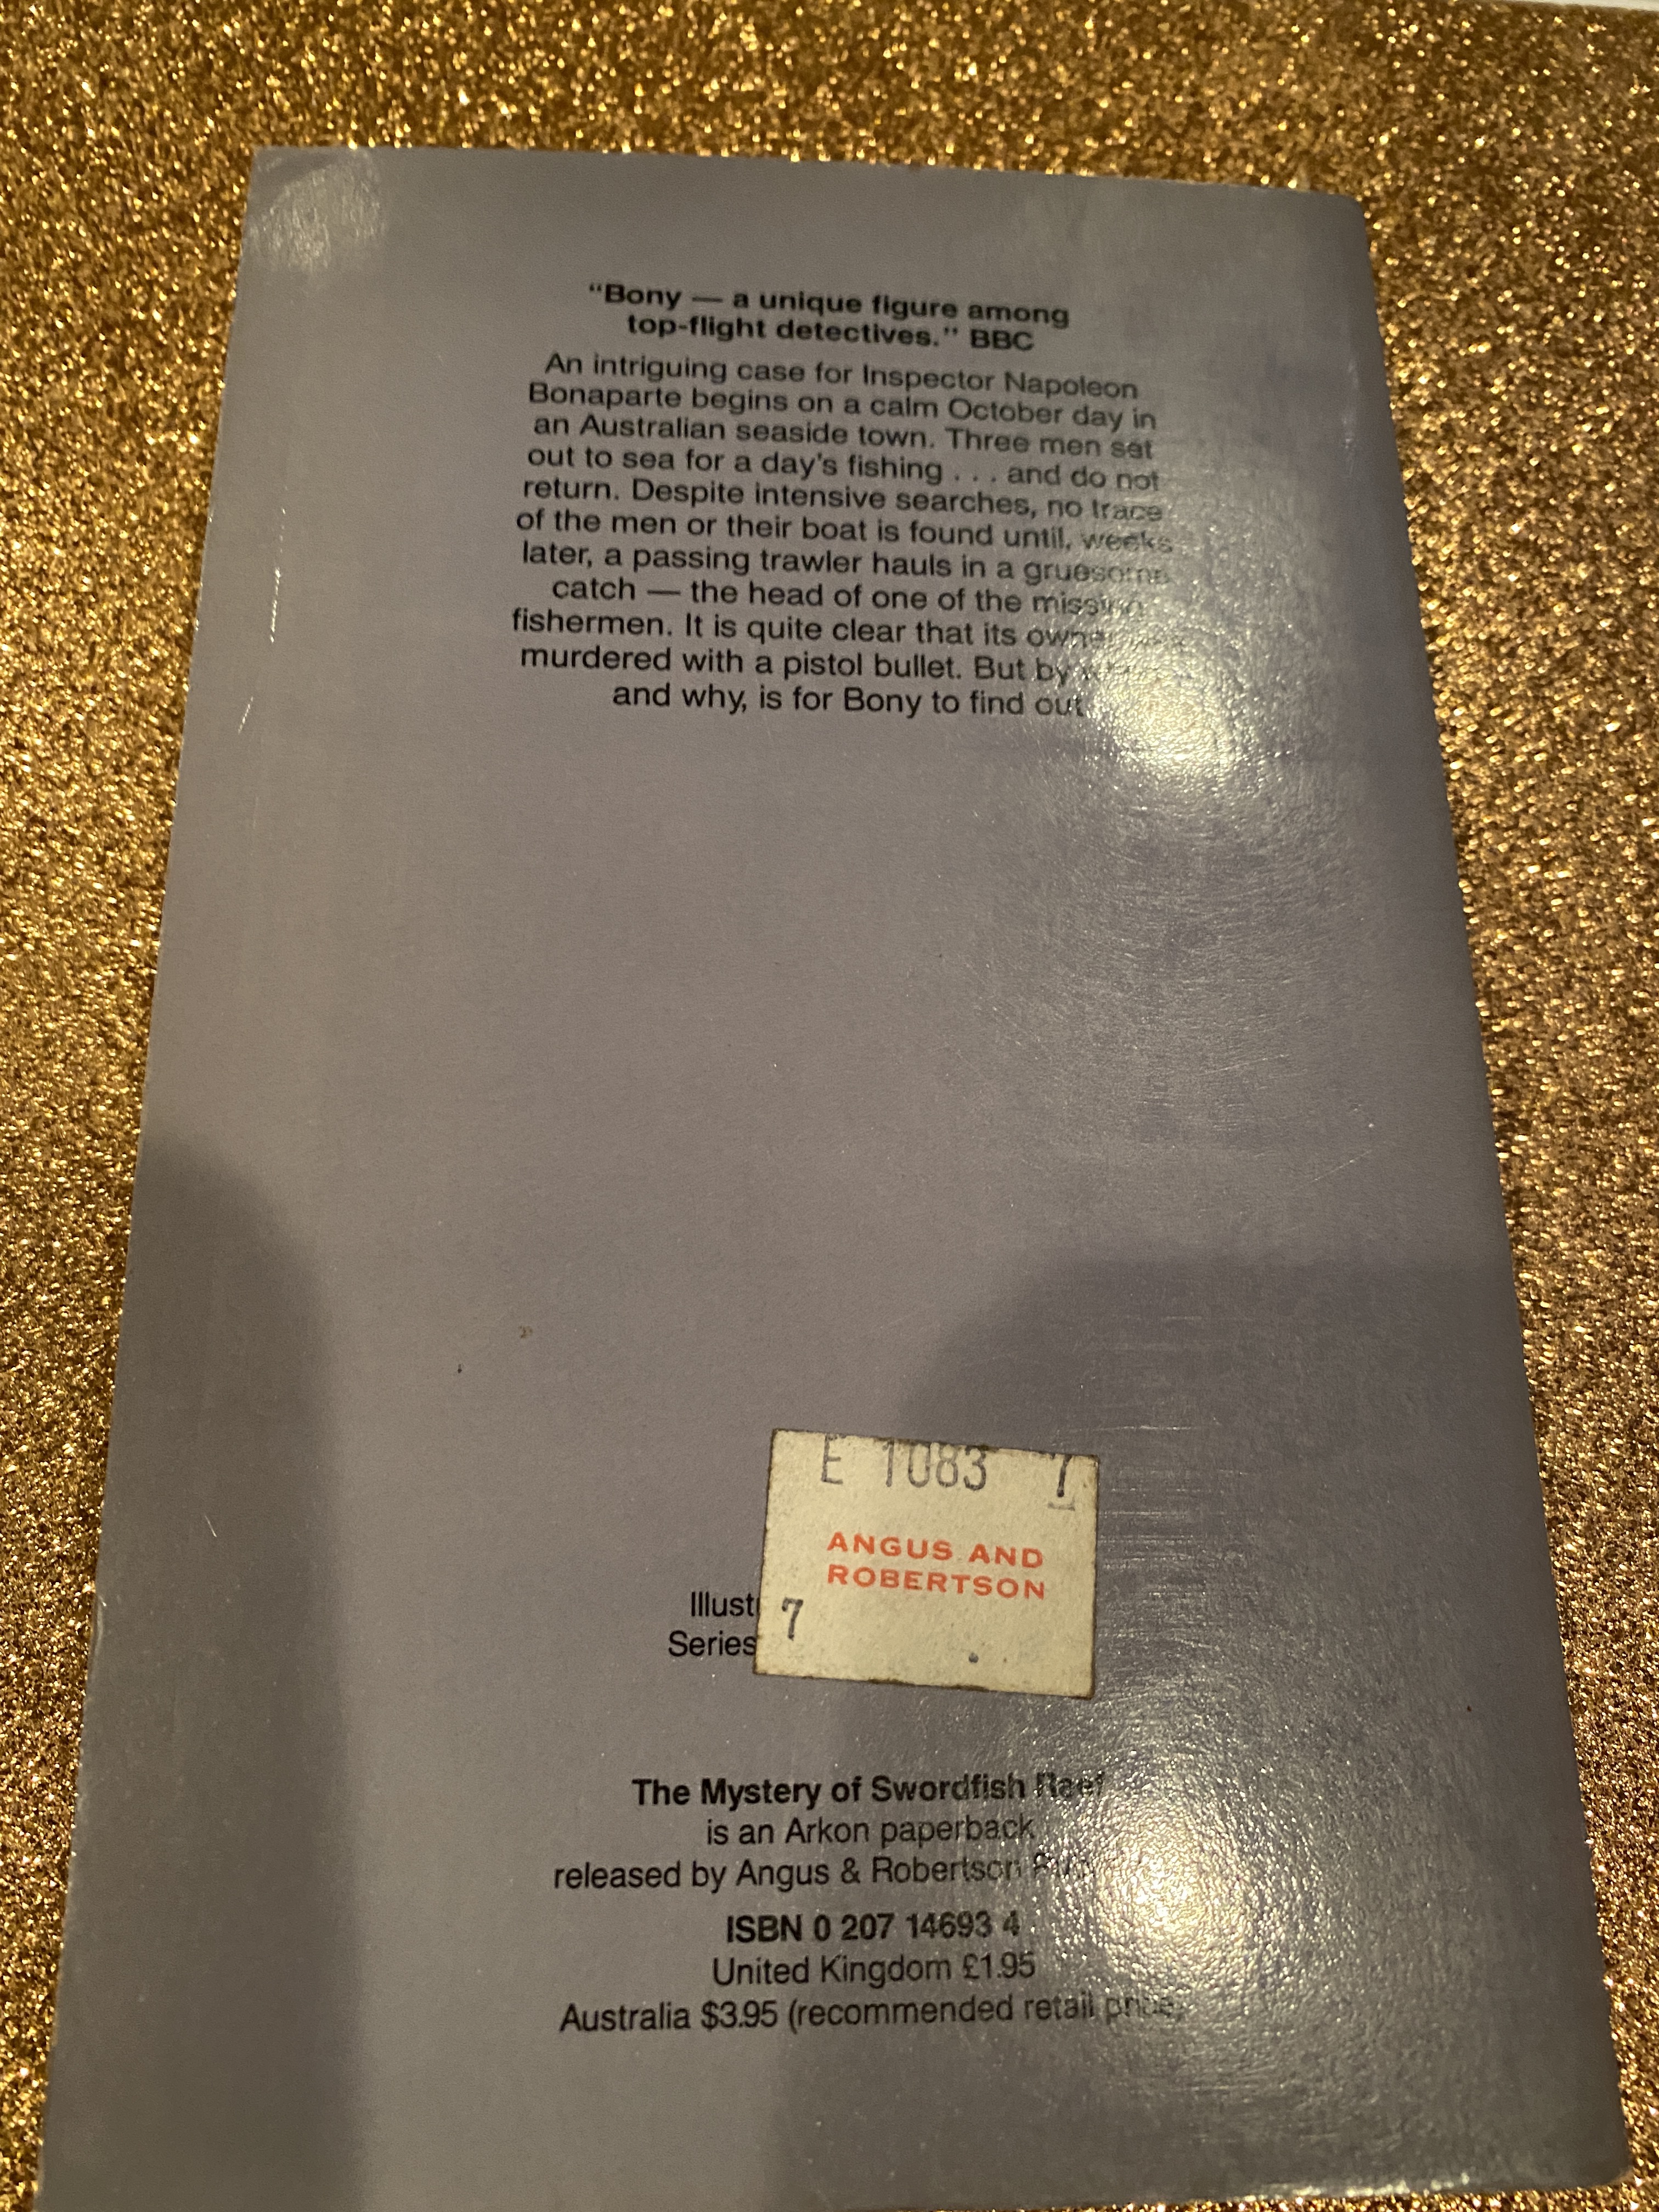 “Bony — a unique figure among
top-flight detectives.” BBC
An intriguing case for Inspector Napoleon
Bonaparte begins on a calm October day in
an Australian seaside town. Three men set
out to sea for a day's fishing . . . and do not
return. Despite intensive searches, no trace
of the men or their boat is found until, weeks
later, a passing trawler hauls in a gruesome
catch — the head of one of the missing
fishermen. It is quite clear that its owner
murdered with a pistol bullet. But by
and why, is for Bony to find out
E 1083 7
ANGUS AND
ROBERTSON
Illust
7
Series
The Mystery of Swordfish Reef
is an Arkon paperback
released by Angus & Robertson
ISBN 0 207 14693 4
United Kingdom £1.95
Australia $3.95 (recommended retail price)